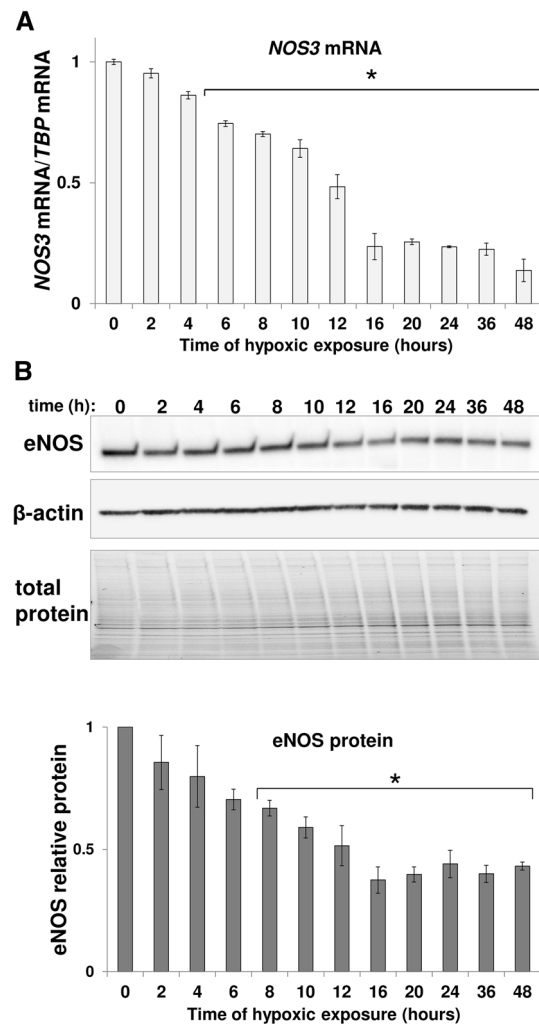 A
NOS3 mRNA
*
NOS3 mRNA/TBP mRNA
1
0.5
0
0 2 4 6 8 10 12 16 20 24 36 48
Time of hypoxic exposure (hours)
B
time (h): 0 2 4 6 8 10 12 16 20 24 36 48
eNOS
β-actin
total
protein
eNOS protein
*
eNOS relative protein
1
0.5
0
0 2 4 6 8 10 12 16 20 24 36 48
Time of hypoxic exposure (hours)